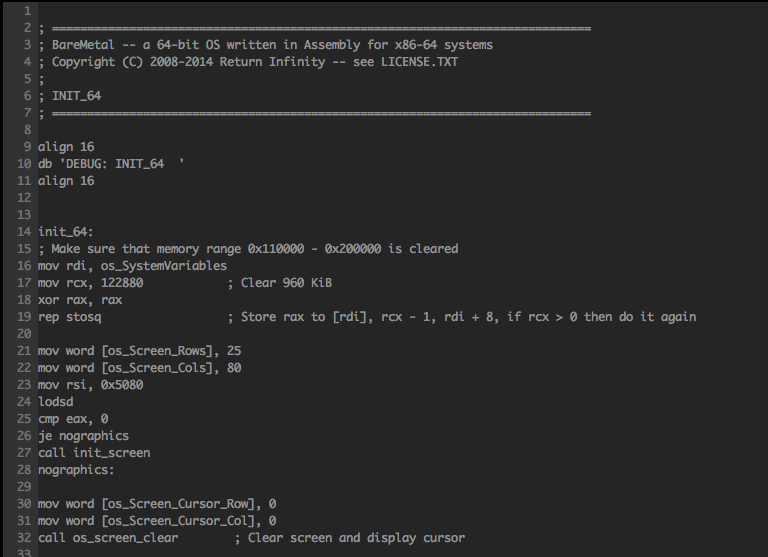 1
2 ; =============================================================================
3 ; BareMetal -- a 64-bit OS written in Assembly for x86-64 systems
4 ; Copyright (C) 2008-2014 Return Infinity -- see LICENSE.TXT
5 ;
6 ; INIT_64
7 ; =============================================================================
8
9 align 16
10 db 'DEBUG: INIT_64  '
11 align 16
12
13
14 init_64:
15 ; Make sure that memory range 0x110000 - 0x200000 is cleared
16 mov rdi, os_SystemVariables
17 mov rcx, 122880            ; Clear 960 KiB
18 xor rax, rax
19 rep stosq                  ; Store rax to [rdi], rcx - 1, rdi + 8, if rcx > 0 then do it again
20
21 mov word [os_Screen_Rows], 25
22 mov word [os_Screen_Cols], 80
23 mov rsi, 0x5080
24 lodsd
25 cmp eax, 0
26 je nographics
27 call init_screen
28 nographics:
29
30 mov word [os_Screen_Cursor_Row], 0
31 mov word [os_Screen_Cursor_Col], 0
32 call os_screen_clear        ; Clear screen and display cursor
33